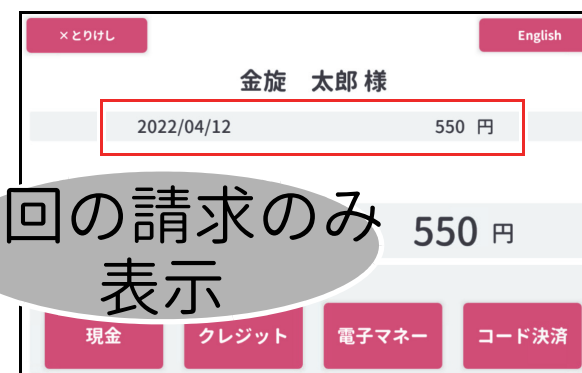 ×とりけし
English
金旋 太郎 様
2022/04/12 550 円
回の請求のみ
表示
550 円
現金
クレジット
電子マネー
コード決済